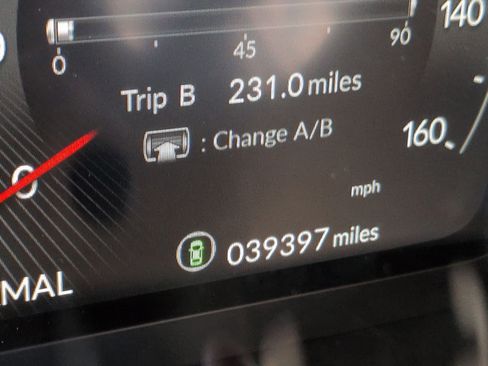 140
0 45 90
Trip B 231.0 miles
: Change A/B
160
mph
039397 miles
MAL